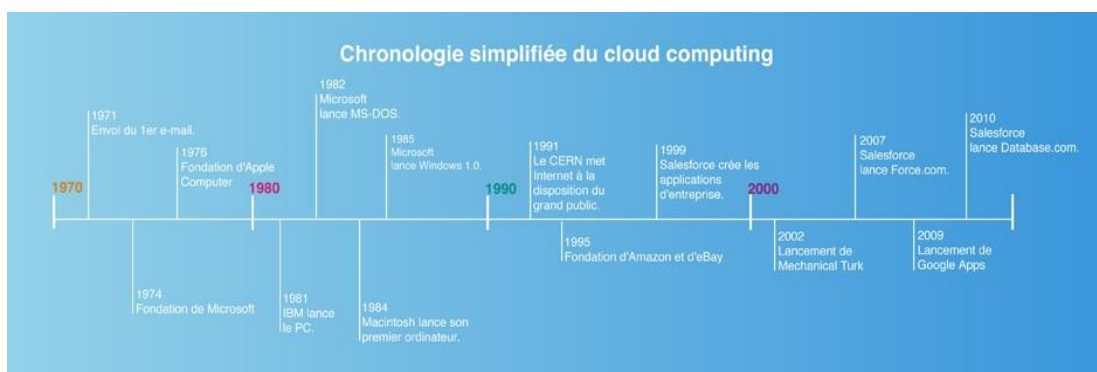 Chronologie simplifiée du cloud computing
1970
1971
Envoi du 1er e-mail.
1974
Fondation de Microsoft
1976
Fondation d'Apple
Computer
1980
1981
IBM lance
le PC.
1982
Microsoft
lance MS-DOS.
1984
Macintosh lance son
premier ordinateur.
1985
Microsoft
lance Windows 1.0.
1990
1991
Le CERN met
Internet à la
disposition du
grand public.
1995
Fondation d'Amazon et d'eBay
1999
Salesforce crée les
applications
d'entreprise.
2000
2002
Lancement de
Mechanical Turk
2007
Salesforce
lance Force.com.
2009
Lancement de
Google Apps
2010
Salesforce
lance Database.com.